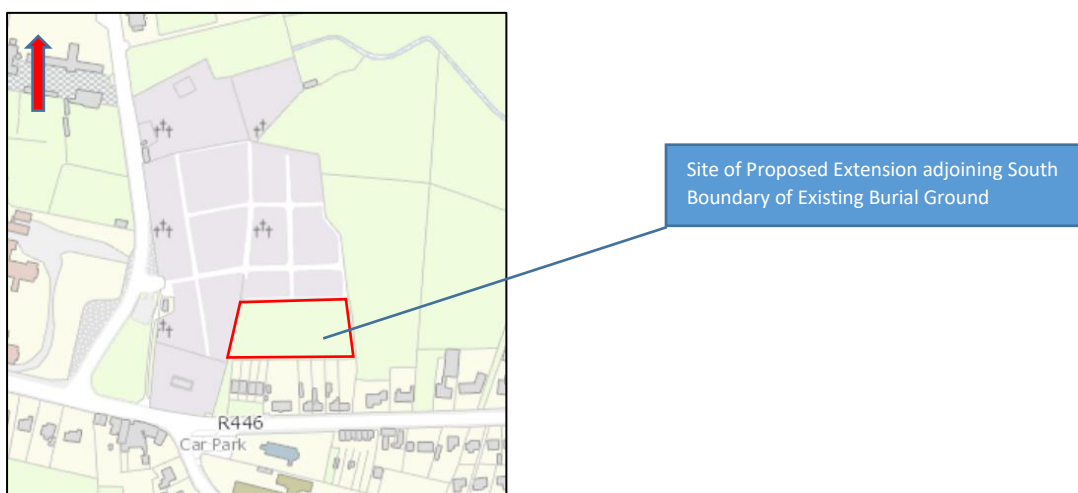 Site of Proposed Extension adjoining South
Boundary of Existing Burial Ground
R446
Car Park